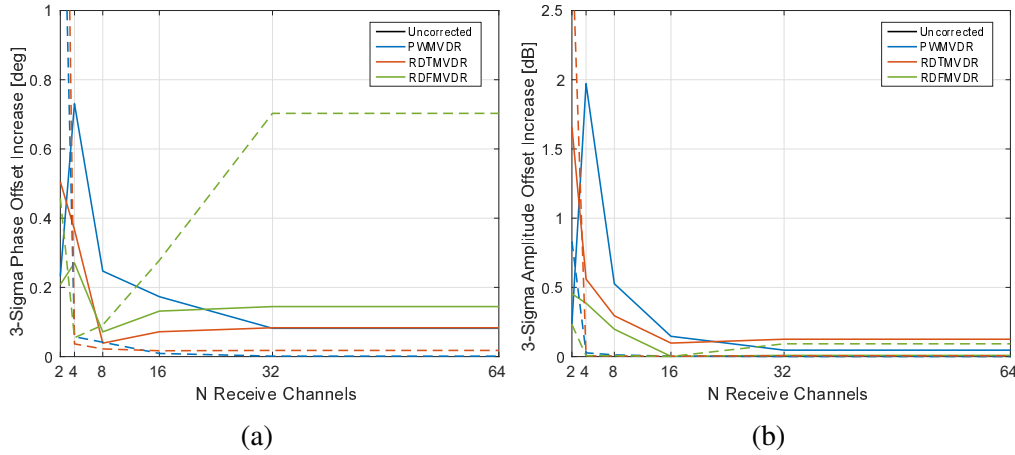 1
0.8
0.6
0.4
0.2
0
3-Sigma Phase Offset Increase [deg]
2 4 8 16 32 64
N Receive Channels
Uncorrected
PWMVDR
RDTMVDR
RDFMVDR
(a)
2.5
2
1.5
1
0.5
0
3-Sigma Amplitude Offset Increase [dB]
2 4 8 16 32 64
N Receive Channels
Uncorrected
PWMVDR
RDTMVDR
RDFMVDR
(b)